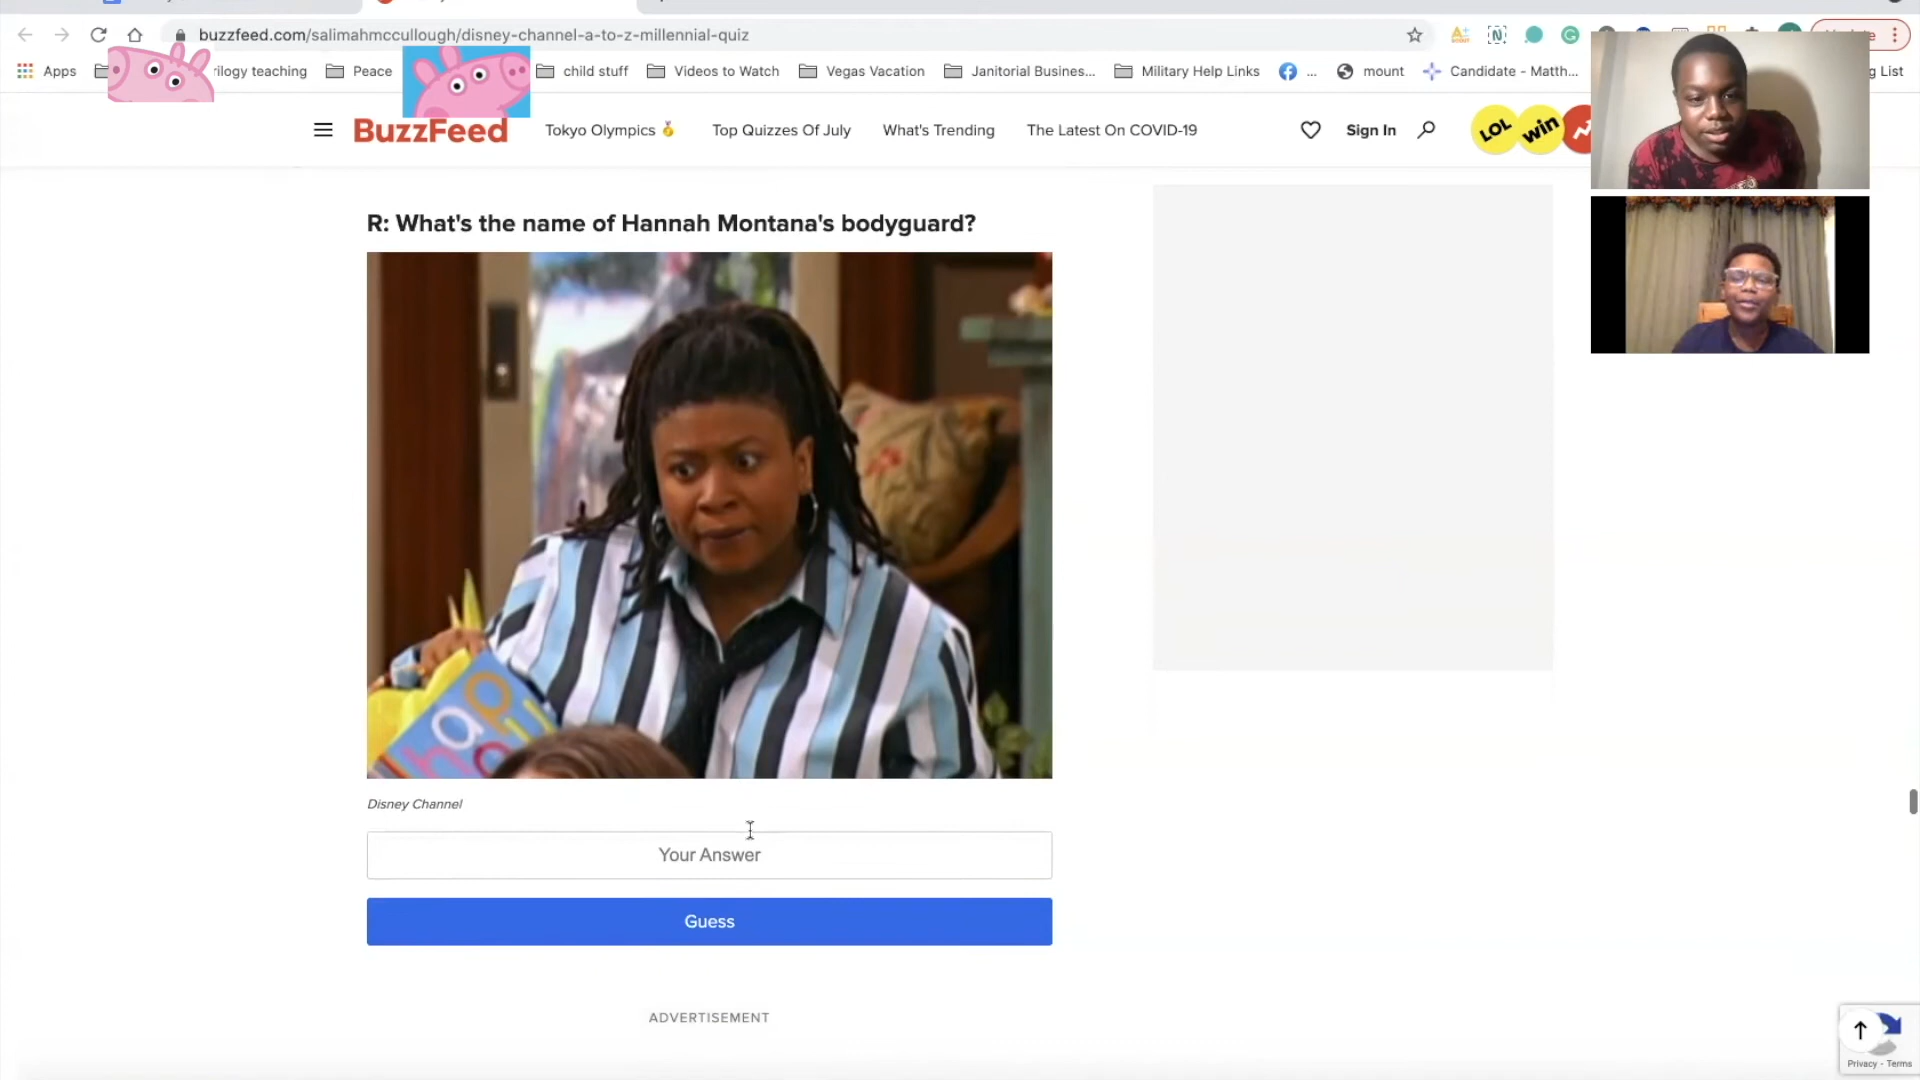 buzzfeed.com/salimahmccullough/disney-channel-a-to-z-millennial-quiz
Apps
rilogy teaching
Peace
child stuff
Videos to Watch
Vegas Vacation
Janitorial Busines...
Military Help Links
...
mount
Candidate - Matth...
g List
BuzzFeed
Tokyo Olympics
Top Quizzes Of July
What's Trending
The Latest On COVID-19
Sign In
LOL
win
R: What's the name of Hannah Montana's bodyguard?
Disney Channel
Your Answer
Guess
ADVERTISEMENT
Privacy - Terms